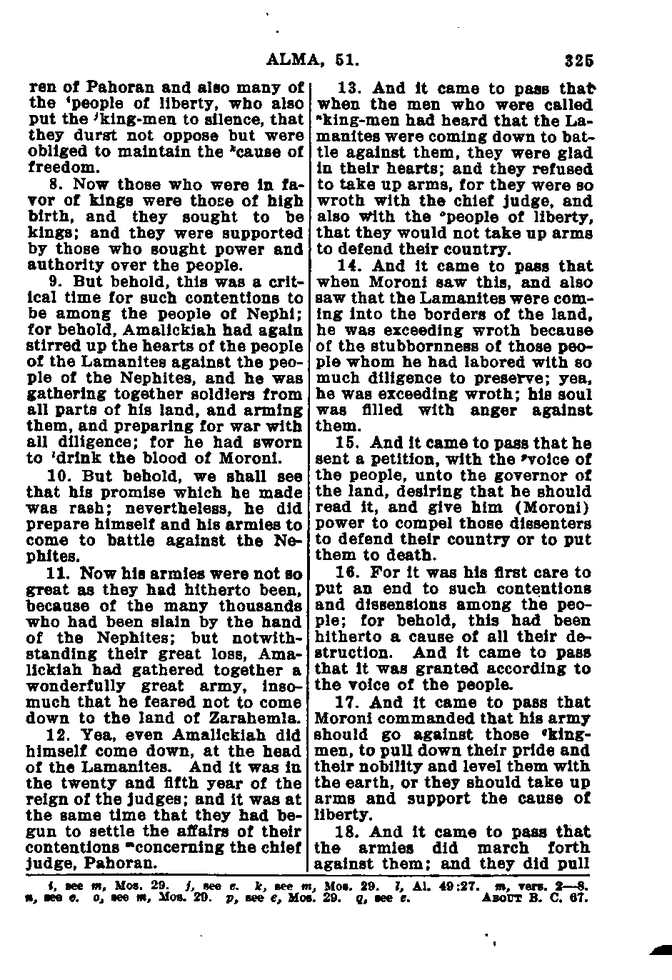 ALMA, 51.
325
ren of Pahoran and also many of
the ⁱpeople of liberty, who also
put the ʲking-men to silence, that
they durst not oppose but were
obliged to maintain the ᵏcause of
freedom.
8. Now those who were in fa-
vor of kings were those of high
birth, and they sought to be
kings; and they were supported
by those who sought power and
authority over the people.
9. But behold, this was a crit-
ical time for such contentions to
be among the people of Nephi;
for behold, Amalickiah had again
stirred up the hearts of the people
of the Lamanites against the peo-
ple of the Nephites, and he was
gathering together soldiers from
all parts of his land, and arming
them, and preparing for war with
all diligence; for he had sworn
to ˡdrink the blood of Moroni.
10. But behold, we shall see
that his promise which he made
was rash; nevertheless, he did
prepare himself and his armies to
come to battle against the Ne-
phites.
11. Now his armies were not so
great as they had hitherto been,
because of the many thousands
who had been slain by the hand
of the Nephites; but notwith-
standing their great loss, Ama-
lickiah had gathered together a
wonderfully great army, inso-
much that he feared not to come
down to the land of Zarahemla.
12. Yea, even Amalickiah did
himself come down, at the head
of the Lamanites. And it was in
the twenty and fifth year of the
reign of the judges; and it was at
the same time that they had be-
gun to settle the affairs of their
contentions ᵐconcerning the chief
judge, Pahoran.
13. And it came to pass that
when the men who were called
ⁿking-men had heard that the La-
manites were coming down to bat-
tle against them, they were glad
in their hearts; and they refused
to take up arms, for they were so
wroth with the chief judge, and
also with the ᵒpeople of liberty,
that they would not take up arms
to defend their country.
14. And it came to pass that
when Moroni saw this, and also
saw that the Lamanites were com-
ing into the borders of the land,
he was exceeding wroth because
of the stubbornness of those peo-
ple whom he had labored with so
much diligence to preserve; yea,
he was exceeding wroth; his soul
was filled with anger against
them.
15. And it came to pass that he
sent a petition, with the ᵖvoice of
the people, unto the governor of
the land, desiring that he should
read it, and give him (Moroni)
power to compel those dissenters
to defend their country or to put
them to death.
16. For it was his first care to
put an end to such contentions
and dissensions among the peo-
ple; for behold, this had been
hitherto a cause of all their de-
struction. And it came to pass
that it was granted according to
the voice of the people.
17. And it came to pass that
Moroni commanded that his army
should go against those qking-
men, to pull down their pride and
their nobility and level them with
the earth, or they should take up
arms and support the cause of
liberty.
18. And it came to pass that
the armies did march forth
against them; and they did pull
i, see m, Mos. 29. j, see e. k, see m, Mos. 29. l, Al. 49:27. m, vers. 2—8.
n, see e. o, see m, Mos. 29. p, see c, Mos. 29. q, see e. ABOUT B. C. 67.